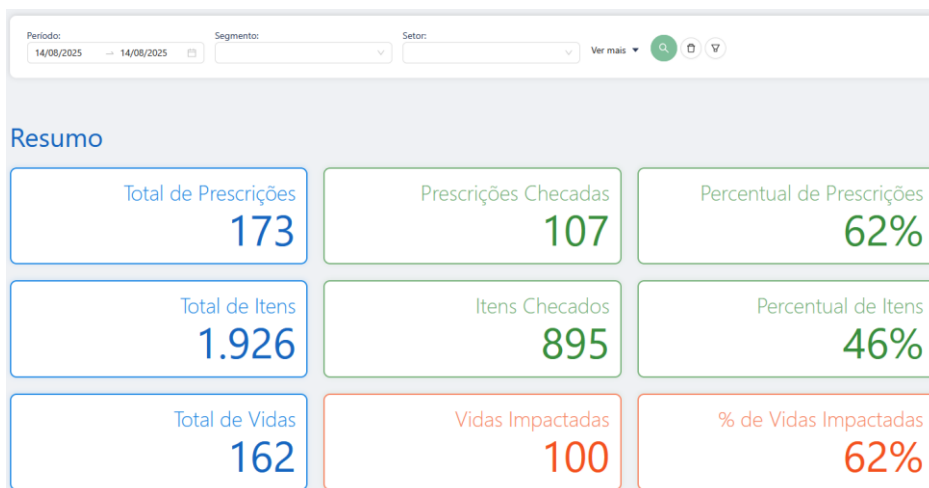 Período: Segmento: Setor:
14/08/2025 → 14/08/2025 Ver mais
Resumo
Total de Prescrições Prescrições Checadas Percentual de Prescrições
173 107 62%
Total de Itens Itens Checados Percentual de Itens
1.926 895 46%
Total de Vidas Vidas Impactadas % de Vidas Impactadas
162 100 62%